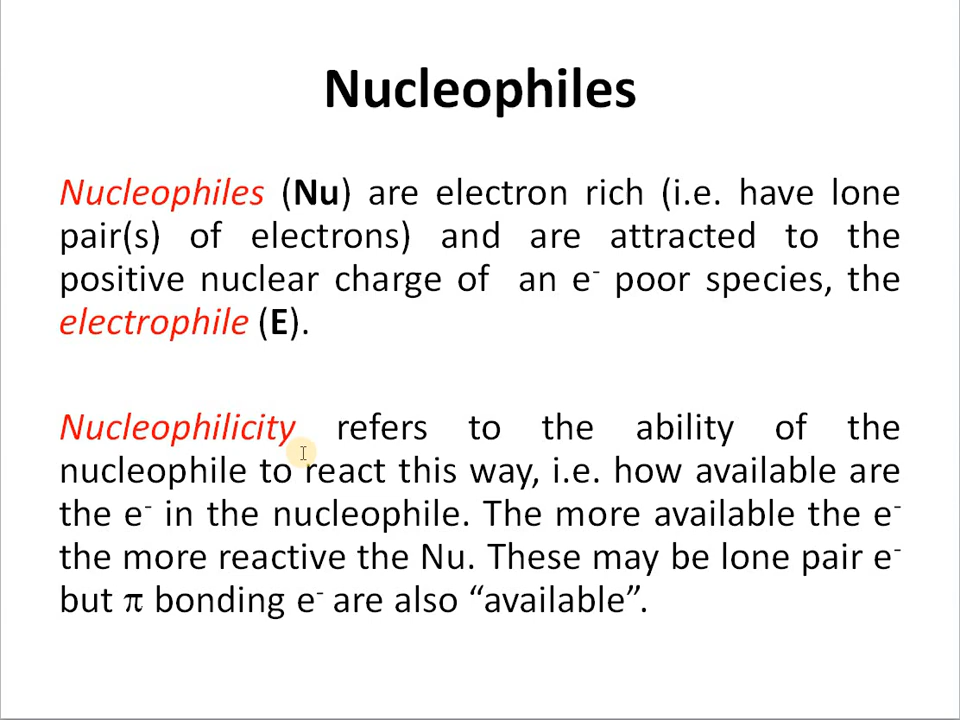 Nucleophiles
Nucleophiles (Nu) are electron rich (i.e. have lone
pair(s) of electrons) and are attracted to the
positive nuclear charge of an e⁻ poor species, the
electrophile (E).
Nucleophilicity refers to the ability of the
nucleophile to react this way, i.e. how available are
the e⁻ in the nucleophile. The more available the e⁻
the more reactive the Nu. These may be lone pair e⁻
but π bonding e⁻ are also “available”.